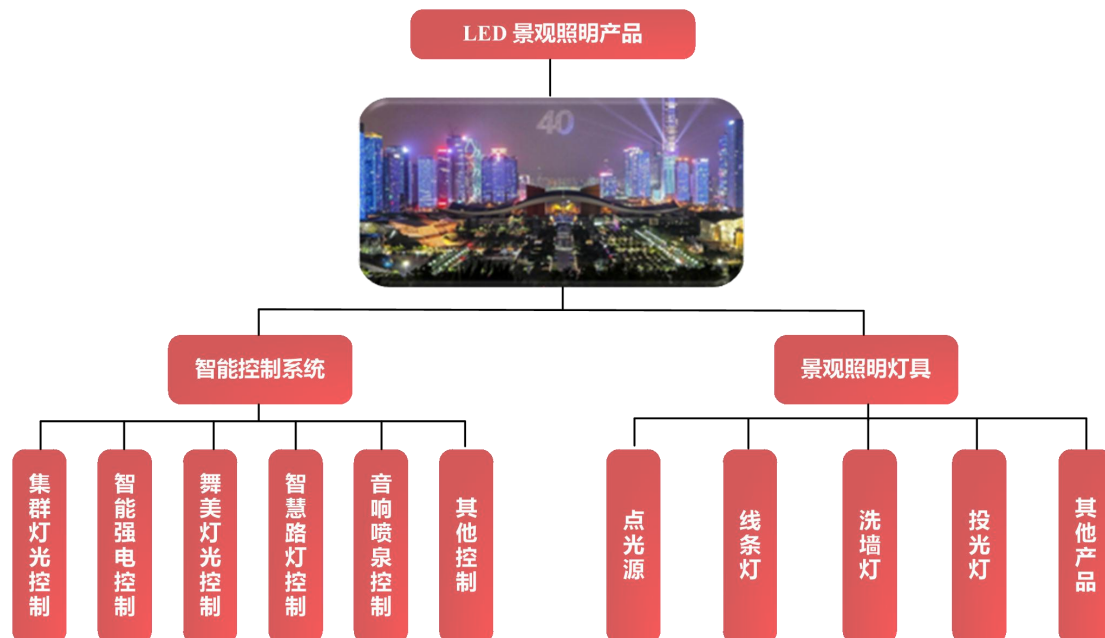 LED 景观照明产品
40
智能控制系统
景观照明灯具
集群灯光控制
智能强电控制
舞美灯光控制
智慧路灯控制
音响喷泉控制
其他控制
点光源
线条灯
洗墙灯
投光灯
其他产品